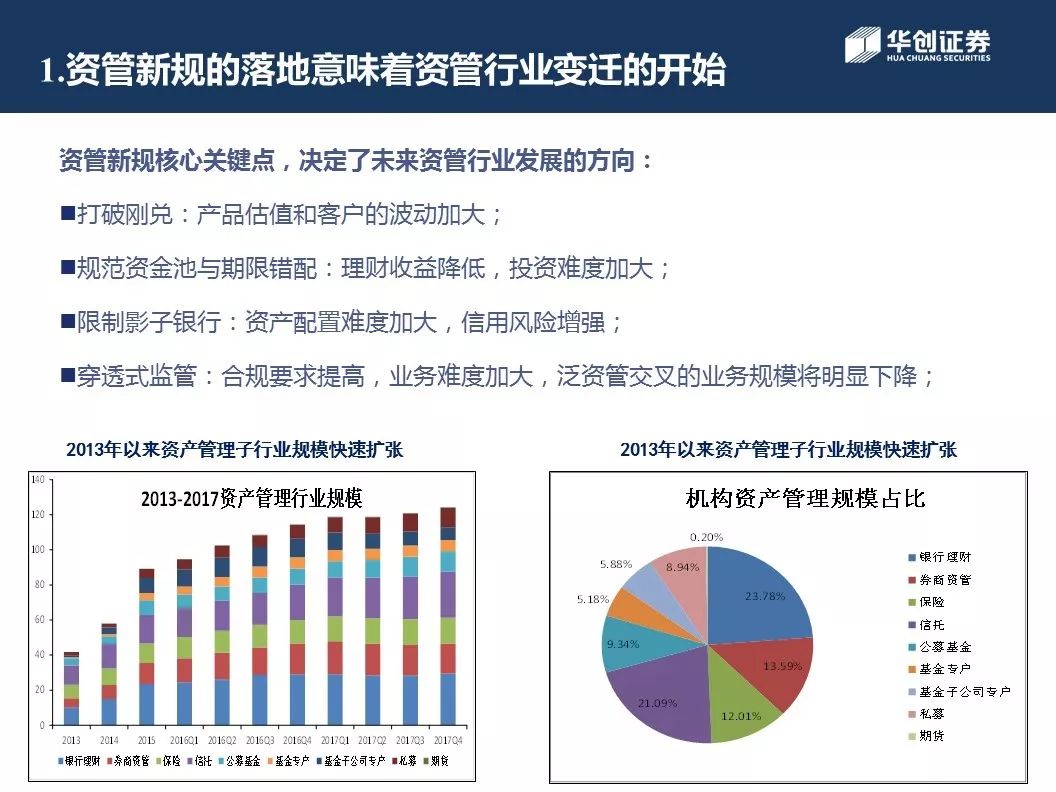 1.资管新规的落地意味着资管行业变迁的开始
华创证券
HUA CHUANG SECURITIES
资管新规核心关键点，决定了未来资管行业发展的方向：
■打破刚兑：产品估值和客户的波动加大；
■规范资金池与期限错配：理财收益降低，投资难度加大；
■限制影子银行：资产配置难度加大，信用风险增强；
■穿透式监管：合规要求提高，业务难度加大，泛资管交叉的业务规模将明显下降；
2013年以来资产管理子行业规模快速扩张
2013-2017资产管理行业规模
140
120
100
80
60
40
20
0
2013 2014 2015 2016Q1 2016Q2 2016Q3 2016Q4 2017Q1 2017Q2 2017Q3 2017Q4
■银行理财 ■券商资管 ■保险 ■信托 ■公募基金 ■基金专户 ■基金子公司专户 ■私募 ■期货
2013年以来资产管理子行业规模快速扩张
机构资产管理规模占比
0.20%
5.88%
8.94%
5.18%
23.78%
9.34%
13.59%
21.09%
12.01%
■银行理财
■券商资管
■保险
■信托
■公募基金
■基金专户
■基金子公司专户
■私募
■期货